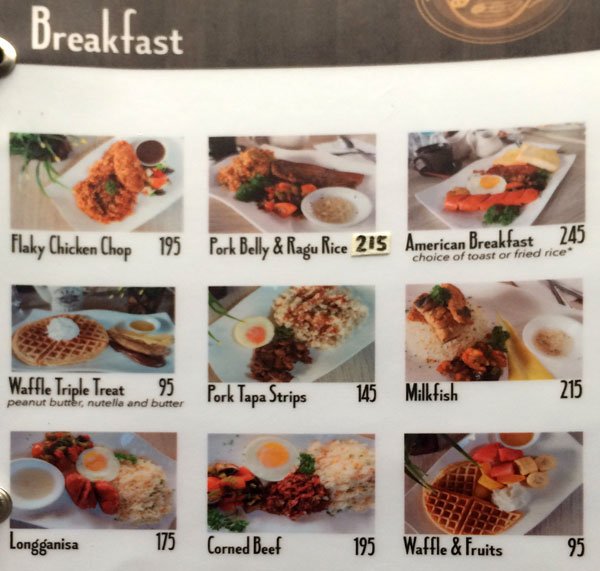 Breakfast
Flaky Chicken Chop 195
Pork Belly & Ragu Rice 215
American Breakfast 245
choice of toast or fried rice*
Waffle Triple Treat 95
peanut butter, nutella and butter
Pork Tapa Strips 145
Milkfish 215
Longganisa 175
Corned Beef 195
Waffle & Fruits 95